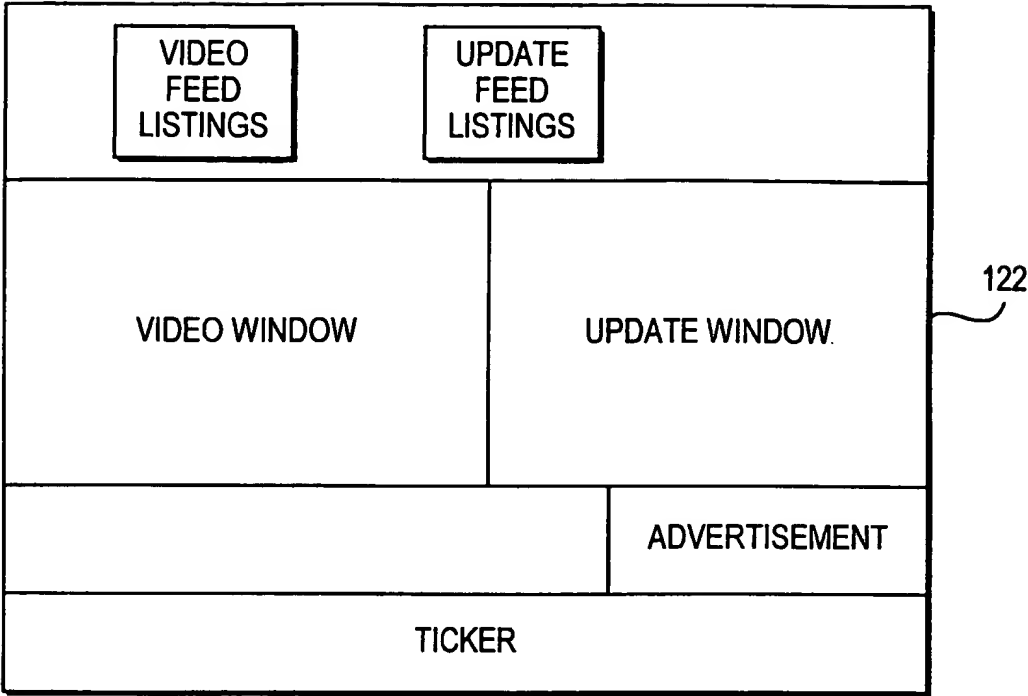 VIDEO
FEED
LISTINGS
UPDATE
FEED
LISTINGS
VIDEO WINDOW
UPDATE WINDOW.
122
ADVERTISEMENT
TICKER